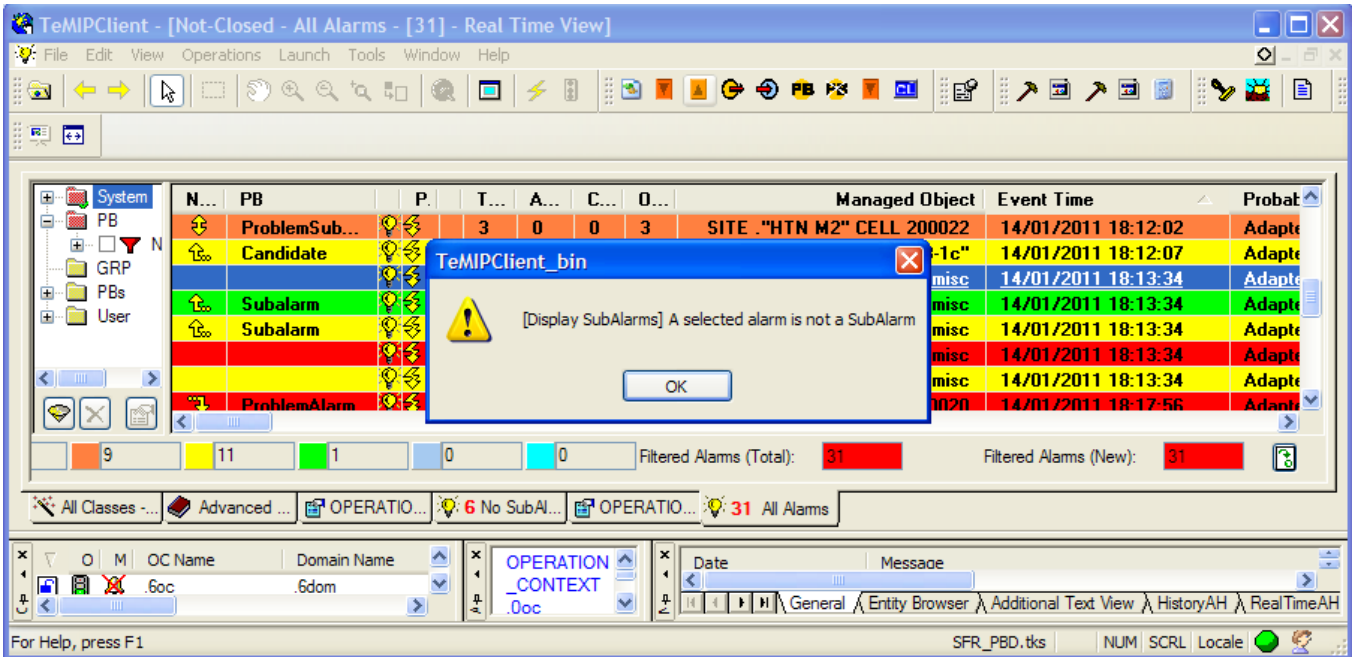 TeMIPClient - [Not-Closed - All Alarms - [31] - Real Time View]
File Edit View Operations Launch Tools Window Help
PB CL
System
PB
N
GRP
PBs
User
N... PB P. T... A... C... O... Managed Object Event Time Probab
ProblemSub... 3 0 0 3 SITE ."HTN M2" CELL 200022 14/01/2011 18:12:02 Adapte
Candidate -1c" 14/01/2011 18:12:07 Adapte
misc 14/01/2011 18:13:34 Adapte
Subalarm misc 14/01/2011 18:13:34 Adapte
Subalarm misc 14/01/2011 18:13:34 Adapte
misc 14/01/2011 18:13:34 Adapte
misc 14/01/2011 18:13:34 Adapte
ProblemAlarm 0020 14/01/2011 18:17:56 Adapte
TeMIPClient_bin
[Display SubAlarms] A selected alarm is not a SubAlarm
OK
9 11 1 0 0 Filtered Alarms (Total): 31 Filtered Alarms (New): 31
All Classes -... Advanced ... OPERATIO... 6 No SubAl... OPERATIO... 31 All Alarms
O M OC Name Domain Name
.6oc .6dom
OPERATION
_CONTEXT
.0oc
Date Message
General Entity Browser Additional Text View HistoryAH RealTimeAH
For Help, press F1 SFR_PBD.tks NUM SCRL Locale